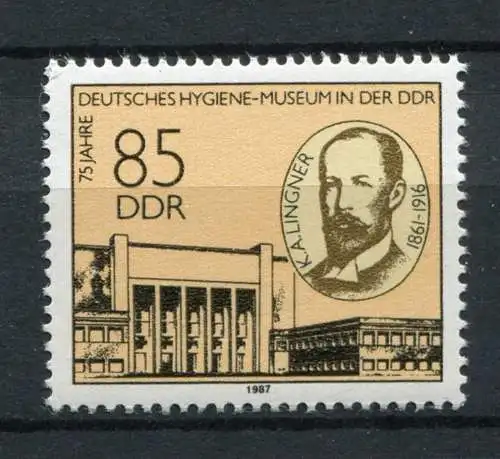 DEUTSCHES HYGIENE-MUSEUM IN DER DDR
75 JAHRE
85
DDR
K.A.LINGNER
1861-1916
1987